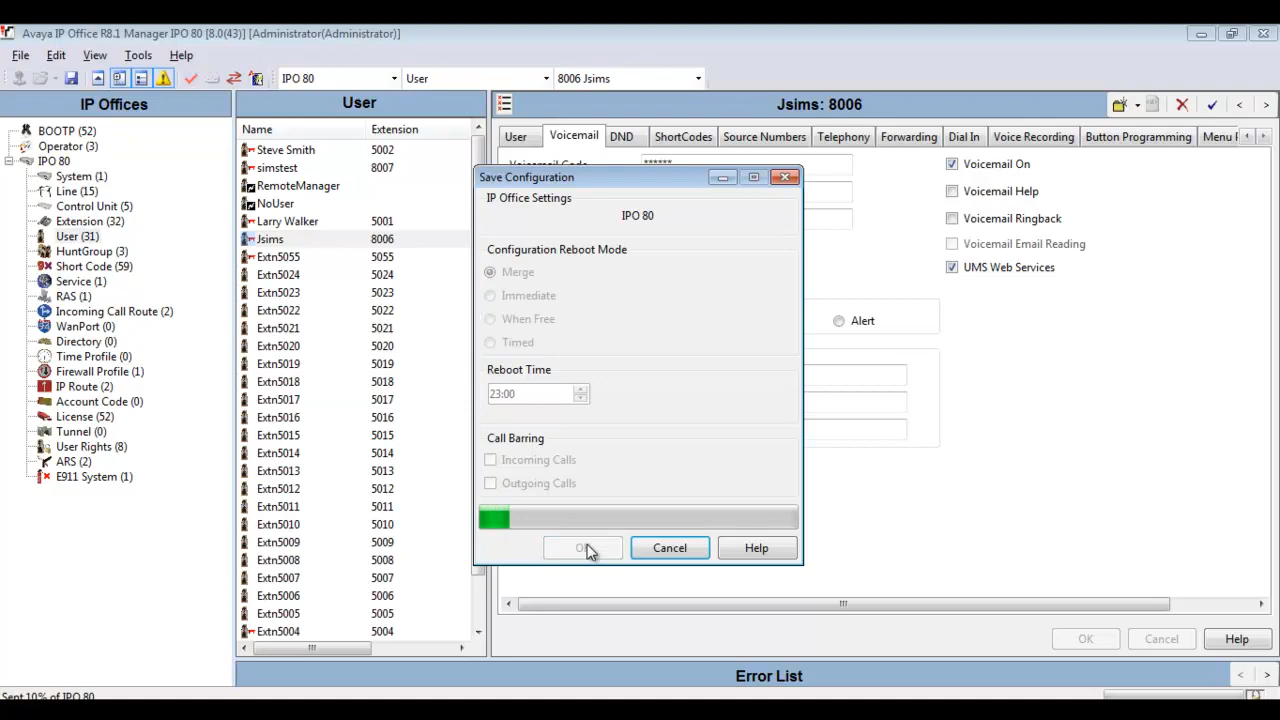 Avaya IP Office R8.1 Manager IPO 80 [8.0(43)] [Administrator(Administrator)]
File Edit View Tools Help
IPO 80 User 8006 Jsims
IP Offices
BOOTP (52)
Operator (3)
IPO 80
System (1)
Line (15)
Control Unit (5)
Extension (32)
User (31)
HuntGroup (3)
Short Code (59)
Service (1)
RAS (1)
Incoming Call Route (2)
WanPort (0)
Directory (0)
Time Profile (0)
Firewall Profile (1)
IP Route (2)
Account Code (0)
License (52)
Tunnel (0)
User Rights (8)
ARS (2)
E911 System (1)
User
Name Extension
Steve Smith 5002
simstest 8007
RemoteManager
NoUser
Larry Walker 5001
Jsims 8006
Extn5055 5055
Extn5024 5024
Extn5023 5023
Extn5022 5022
Extn5021 5021
Extn5020 5020
Extn5019 5019
Extn5018 5018
Extn5017 5017
Extn5016 5016
Extn5015 5015
Extn5014 5014
Extn5013 5013
Extn5012 5012
Extn5011 5011
Extn5010 5010
Extn5009 5009
Extn5008 5008
Extn5007 5007
Extn5006 5006
Extn5005 5005
Extn5004 5004
Jsims: 8006
User Voicemail DND ShortCodes Source Numbers Telephony Forwarding Dial In Voice Recording Button Programming Menu
Voicemail Code ******
Voicemail On
Voicemail Help
Voicemail Ringback
Voicemail Email Reading
UMS Web Services
Alert
Save Configuration
IP Office Settings
IPO 80
Configuration Reboot Mode
Merge
Immediate
When Free
Timed
Reboot Time
23:00
Call Barring
Incoming Calls
Outgoing Calls
Cancel Help
OK Cancel Help
Error List
Sent 10% of IPO 80